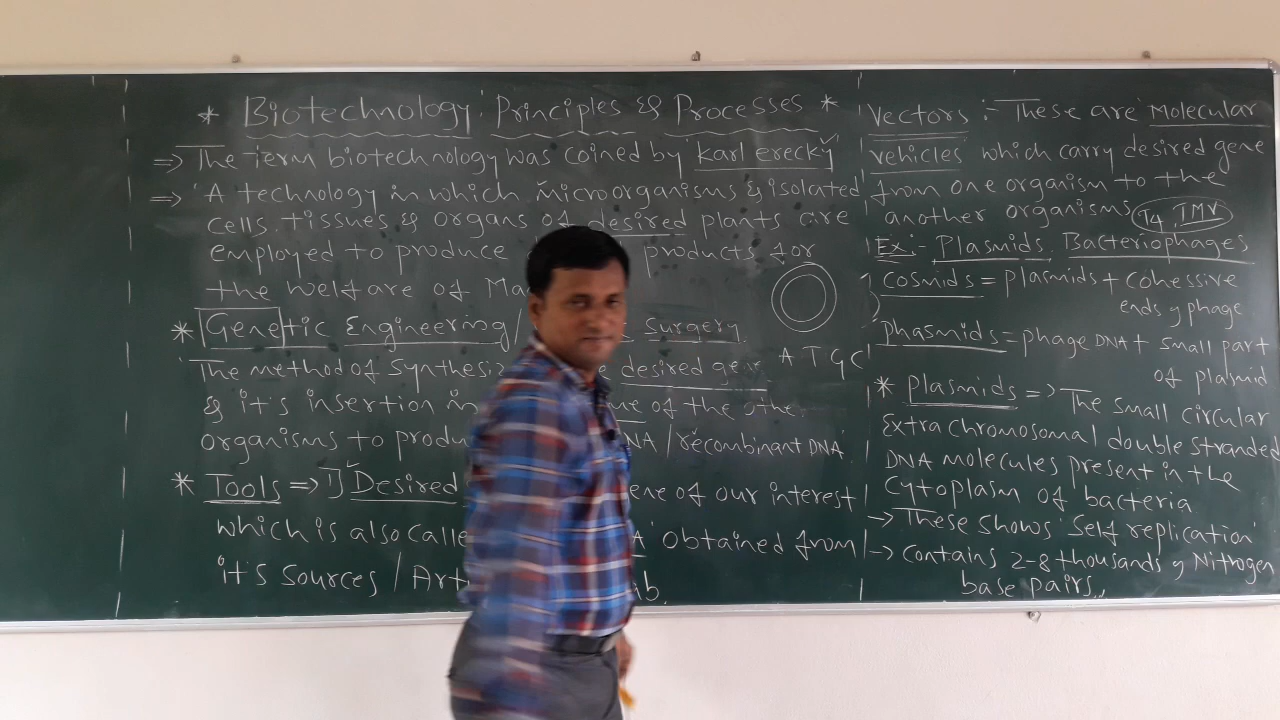 * Biotechnology: Principles & Processes *
⇒ The term biotechnology was coined by 'Karl erecky'
⇒ 'A technology in which microorganisms & isolated
cells, tissues & organs of desired plants are
employed to produce products for
the welfare of Ma
* Genetic Engineering/ Surgery
'The method of synthesi desired gene
& it's insertion in of the othe
organisms to produ NA / recombinant DNA
* Tools ⇒ 1) Desired ene of our interest
which is also calle A' obtained from
it's sources / Art ab.
A T G C
Vectors :- These are Molecular
vehicles which carry desired gene
from one organism to the
another organisms T4, TMV
Ex:- Plasmids, Bacteriophages
Cosmids = plasmids + cohessive
ends y phage
Phasmids = phage DNA + small part
of plasmid
* Plasmids => The small circular
Extra chromosomal double stranded
DNA molecules present in the
cytoplasm of bacteria
→ These shows 'self replication'
→ contains 2-8 thousands y Nitrogen
base pairs.,